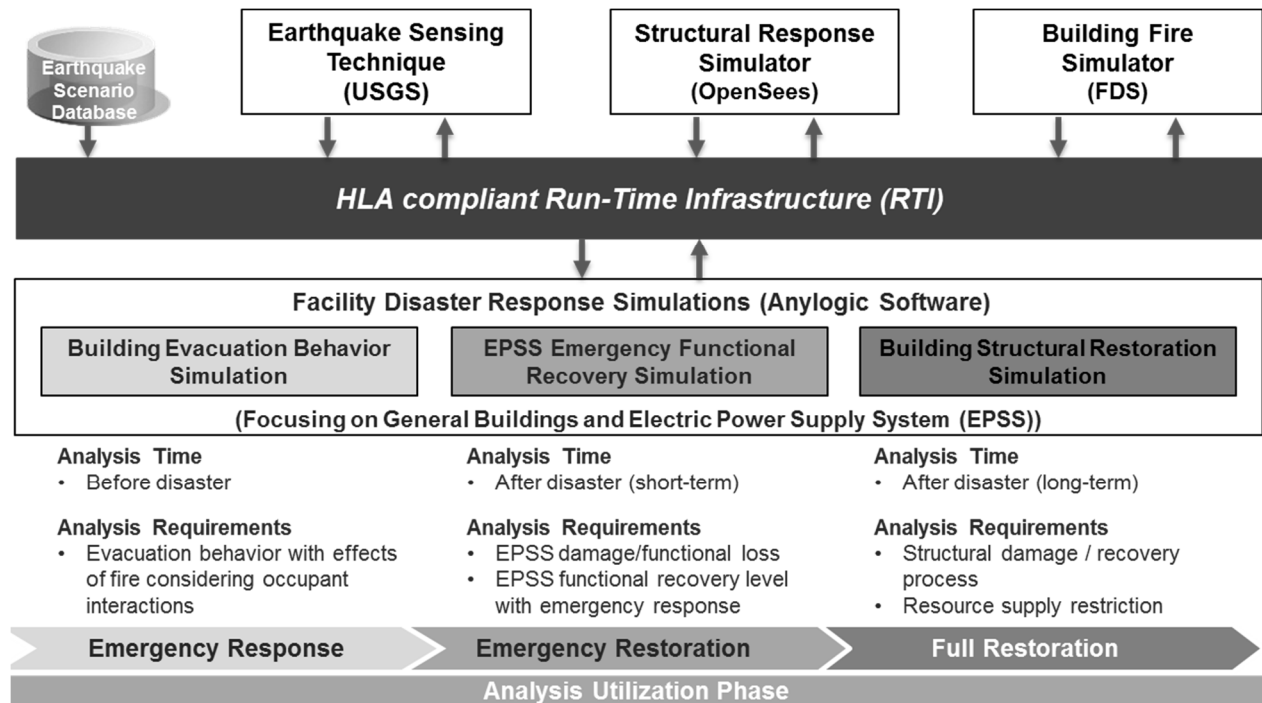 Earthquake
Scenario
Database
Earthquake Sensing
Technique
(USGS)
Structural Response
Simulator
(OpenSees)
Building Fire
Simulator
(FDS)
HLA compliant Run-Time Infrastructure (RTI)
Facility Disaster Response Simulations (Anylogic Software)
Building Evacuation Behavior
Simulation
EPSS Emergency Functional
Recovery Simulation
Building Structural Restoration
Simulation
(Focusing on General Buildings and Electric Power Supply System (EPSS))
Analysis Time
• Before disaster
Analysis Requirements
• Evacuation behavior with effects
of fire considering occupant
interactions
Analysis Time
• After disaster (short-term)
Analysis Requirements
• EPSS damage/functional loss
• EPSS functional recovery level
with emergency response
Analysis Time
• After disaster (long-term)
Analysis Requirements
• Structural damage / recovery
process
• Resource supply restriction
Emergency Response
Emergency Restoration
Full Restoration
Analysis Utilization Phase